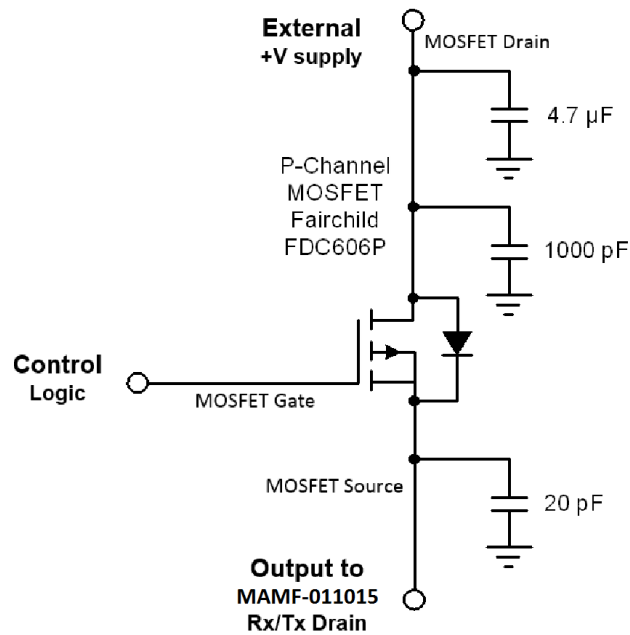 External
+V supply
MOSFET Drain
4.7 µF
P-Channel
MOSFET
Fairchild
FDC606P
1000 pF
Control
Logic
MOSFET Gate
MOSFET Source
20 pF
Output to
MAMF-011015
Rx/Tx Drain